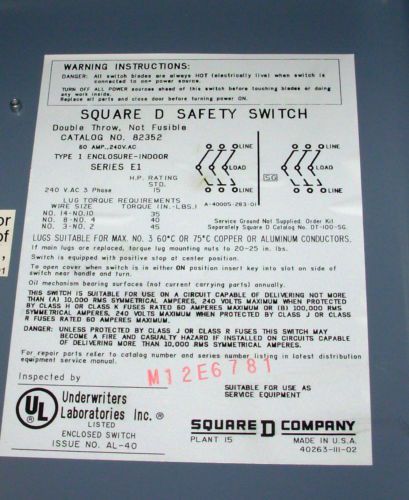 WARNING INSTRUCTIONS:
DANGER: All switch blades are always HOT (electrically live) when switch is
connected to on* power source.
TURN OFF ALL POWER sources ahead of this switch before touching blades or doing
any work.
Replace all parts and close door before turning power ON.
SQUARE D SAFETY SWITCH
Double Throw, Not Fusible
CATALOG NO. 82352
60 AMP., 240V. AC
TYPE 1 ENCLOSURE-INDOOR
SERIES E1
H.P. RATING
STD.
240 V. AC 3 Phase 15
LINE LINE
LOAD LOAD
SG
LINE LINE
A-40005-283-01
LUG TORQUE REQUIREMENTS
WIRE SIZE TORQUE (IN.-LBS.)
NO. 14-NO. 10 35
NO. 8-NO. 4 40
NO. 3-NO. 2 45
Service Ground Not Supplied. Order Kit
Separately Square D Catalog No. DT-100-SG.
LUGS SUITABLE FOR MAX. NO. 3 60°C OR 75°C COPPER OR ALUMINUM CONDUCTORS.
If main lugs are replaced, torque lug mounting nuts to 20-25 in. lbs.
Switch is equipped with positive stop at center position.
To open cover when switch is in either ON position insert key into slot on side of
switch near handle and turn.
Oil mechanism bearing surfaces (not current carrying parts) annually.
THIS SWITCH IS SUITABLE FOR USE ON A CIRCUIT CAPABLE OF DELIVERING NOT MORE
THAN (A) 10,000 RMS SYMMETRICAL AMPERES, 240 VOLTS MAXIMUM WHEN PROTECTED
BY CLASS H OR CLASS K FUSES RATED 60 AMPERES MAXIMUM OR (B) 100,000 RMS
SYMMETRICAL AMPERES, 240 VOLTS MAXIMUM WHEN PROTECTED BY CLASS J OR CLASS
R FUSES RATED 60 AMPERES MAXIMUM.
DANGER: UNLESS PROTECTED BY CLASS J OR CLASS R FUSES THIS SWITCH MAY
BECOME A FIRE AND CASUALTY HAZARD IF INSTALLED ON CIRCUITS CAPABLE
OF DELIVERING MORE THAN 10,000 RMS SYMMETRICAL AMPERES.
For repair parts refer to catalog number and series number listing in latest distribution
equipment service manual.
Inspected by M12E6781
UL
Underwriters
Laboratories Inc.®
LISTED
ENCLOSED SWITCH
ISSUE NO. AL-40
SUITABLE FOR USE AS
SERVICE EQUIPMENT
SQUARE D COMPANY
PLANT 15 MADE IN U.S.A.
40263-111-02
or
of